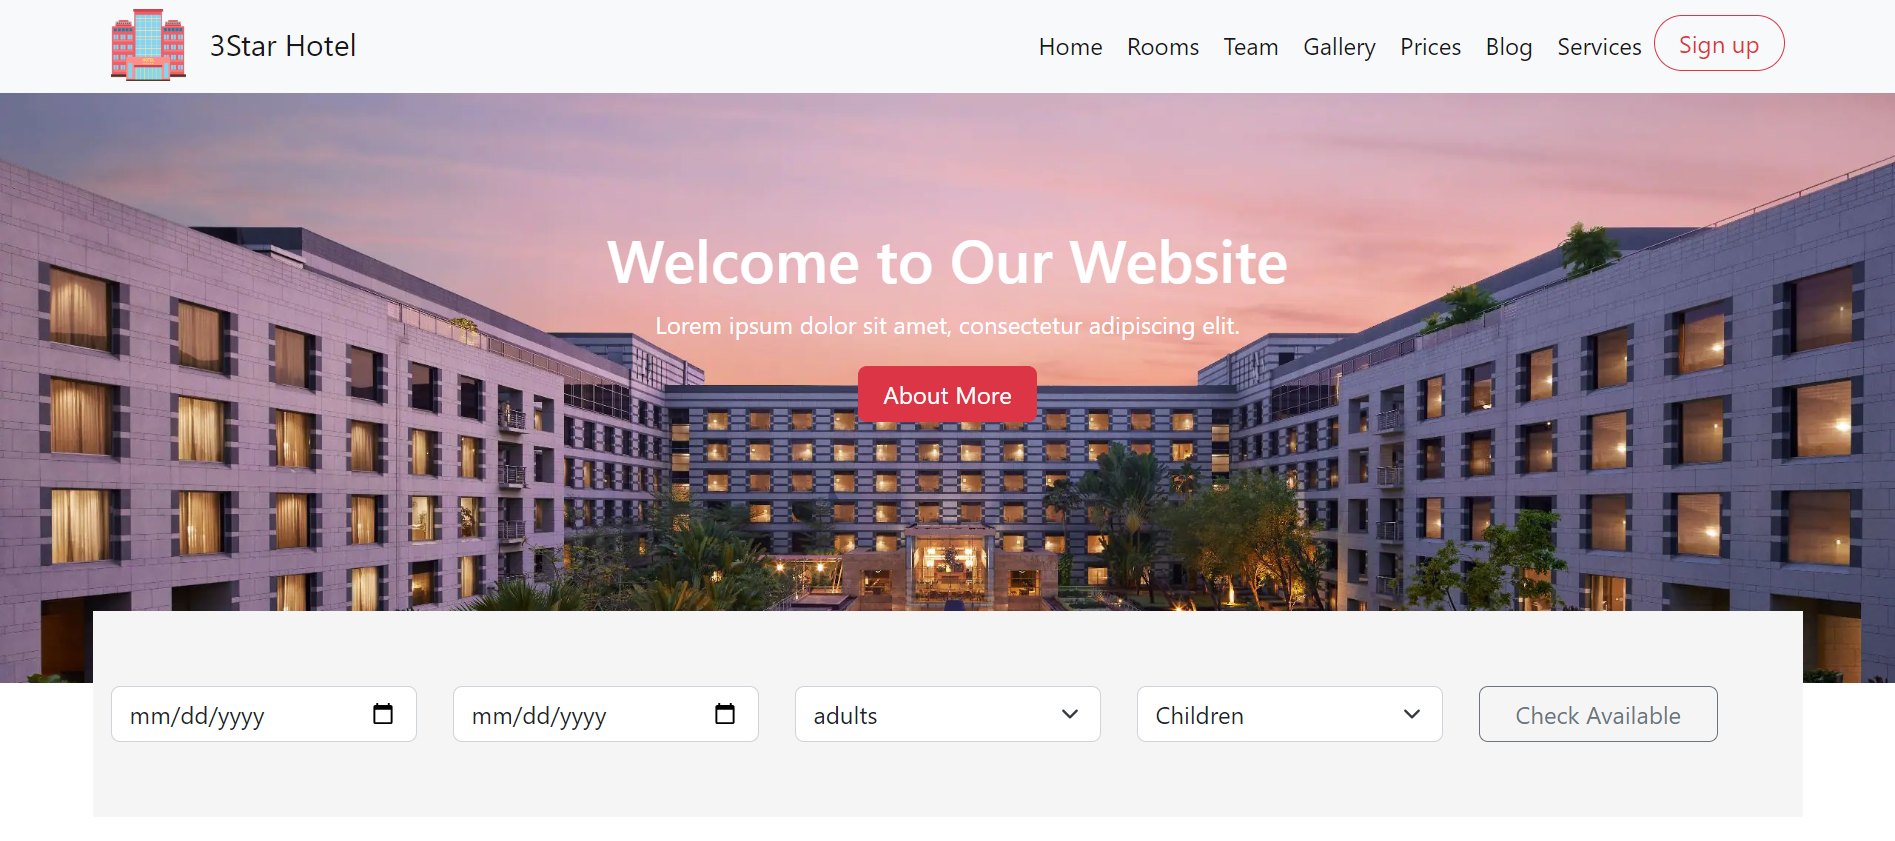 3Star Hotel
Home Rooms Team Gallery Prices Blog Services Sign up
Welcome to Our Website
Lorem ipsum dolor sit amet, consectetur adipiscing elit.
About More
mm/dd/yyyy mm/dd/yyyy adults Children Check Available